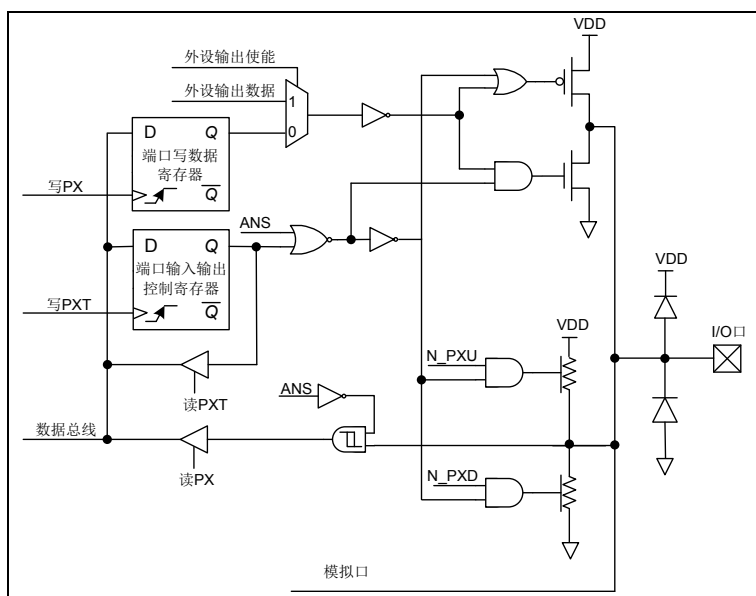 VDD
外设输出使能
外设输出数据
1
0
D
Q
端口写数据
寄存器
Q
写PX
ANS
D
Q
端口输入输出
控制寄存器
Q
写PXT
VDD
VDD
I/O口
N_PXU
读PXT
ANS
数据总线
读PX
N_PXD
模拟口